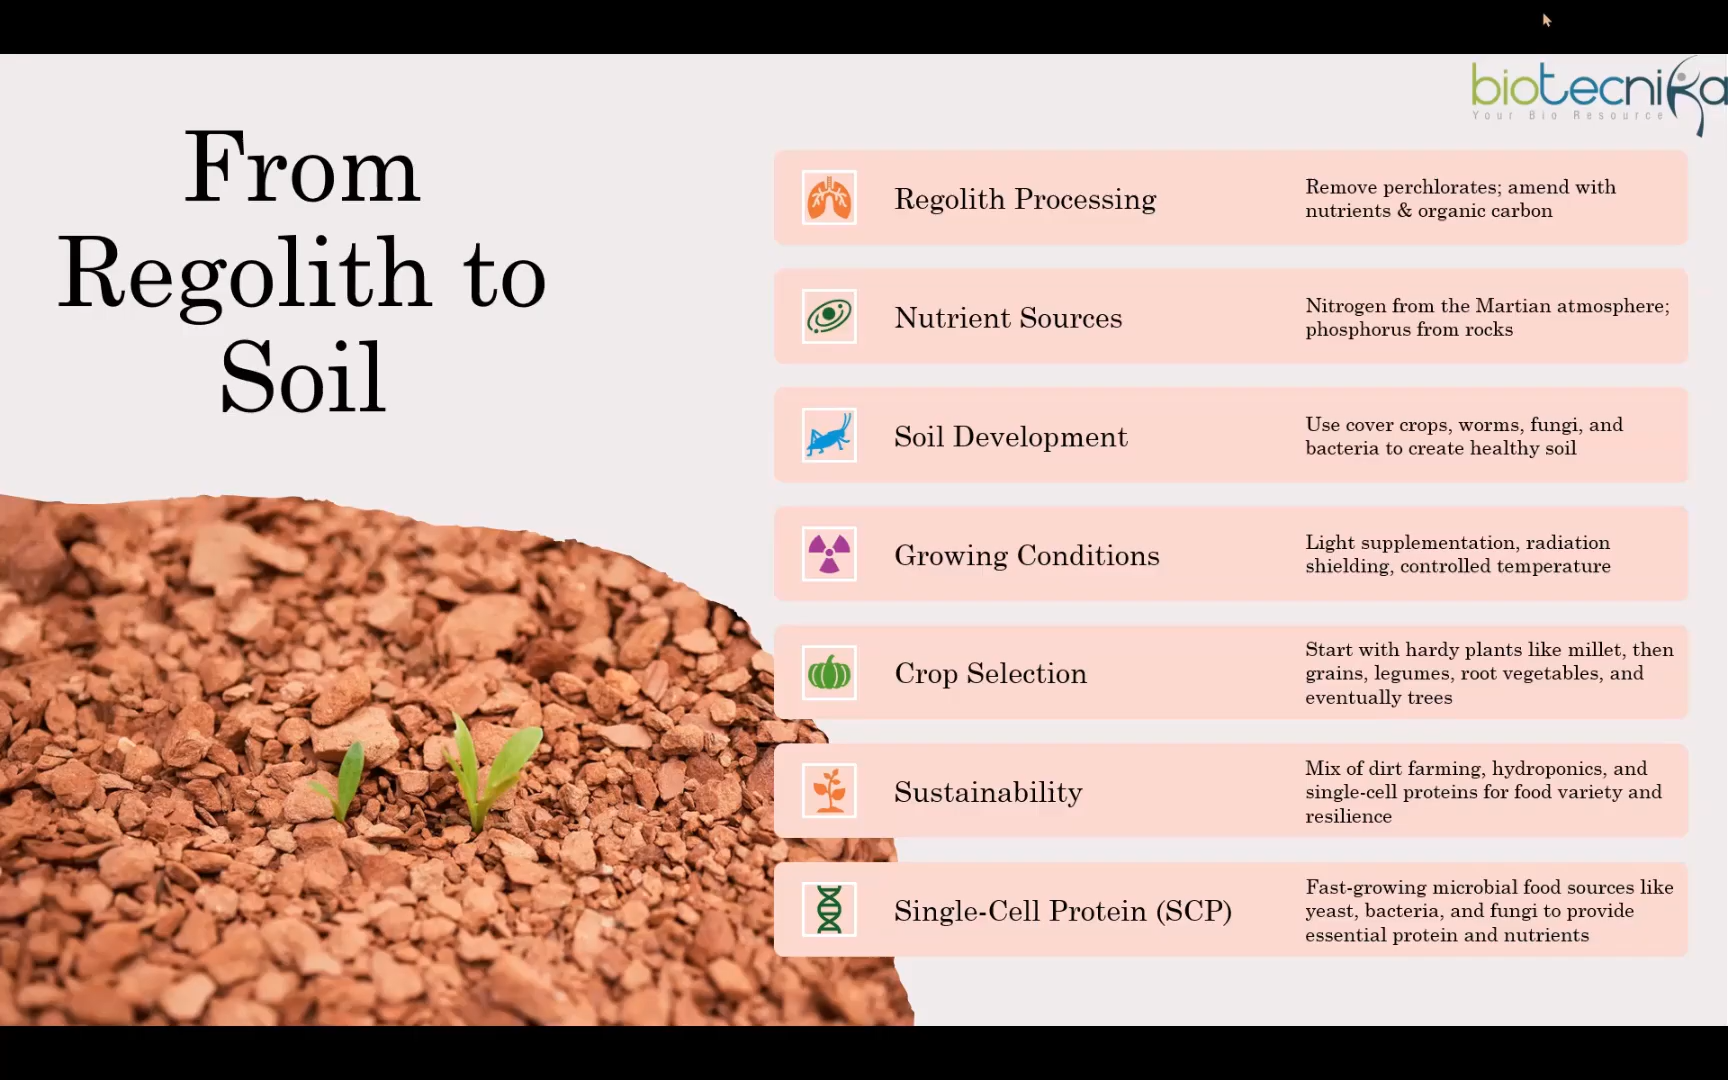 biotecnika
Your Bio Resource
From
Regolith to
Soil
Regolith Processing
Remove perchlorates; amend with
nutrients & organic carbon
Nutrient Sources
Nitrogen from the Martian atmosphere;
phosphorus from rocks
Soil Development
Use cover crops, worms, fungi, and
bacteria to create healthy soil
Growing Conditions
Light supplementation, radiation
shielding, controlled temperature
Crop Selection
Start with hardy plants like millet, then
grains, legumes, root vegetables, and
eventually trees
Sustainability
Mix of dirt farming, hydroponics, and
single-cell proteins for food variety and
resilience
Single-Cell Protein (SCP)
Fast-growing microbial food sources like
yeast, bacteria, and fungi to provide
essential protein and nutrients